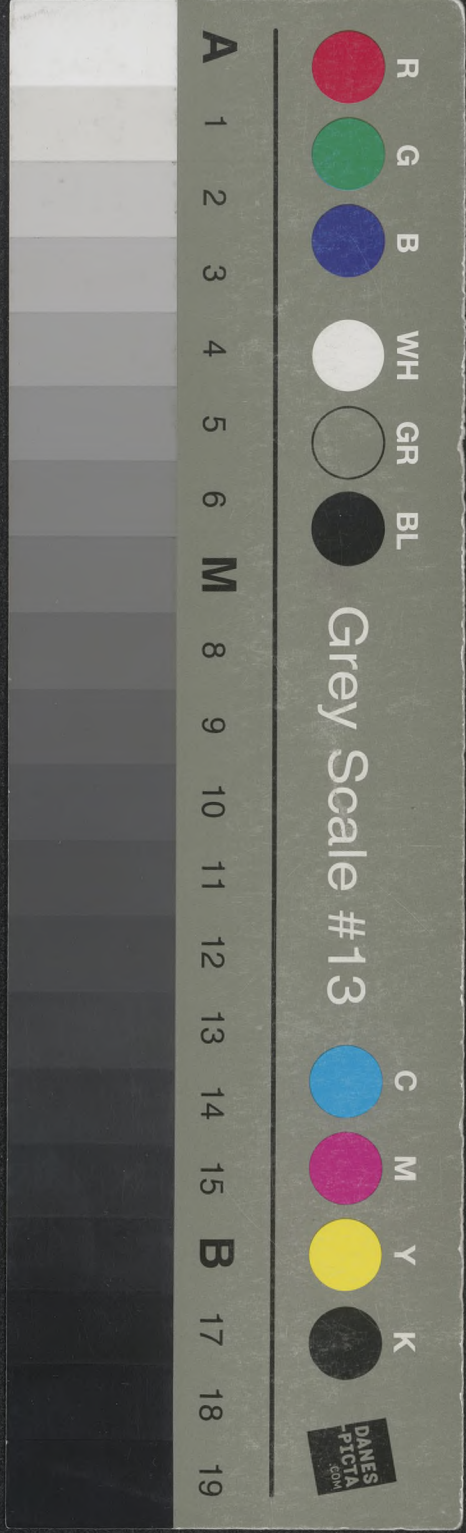 R G B WH GR BL Grey Scale #13 C M Y K
DANES
-PICTA
.COM
A 1 2 3 4 5 6 M 8 9 10 11 12 13 14 15 B 17 18 19